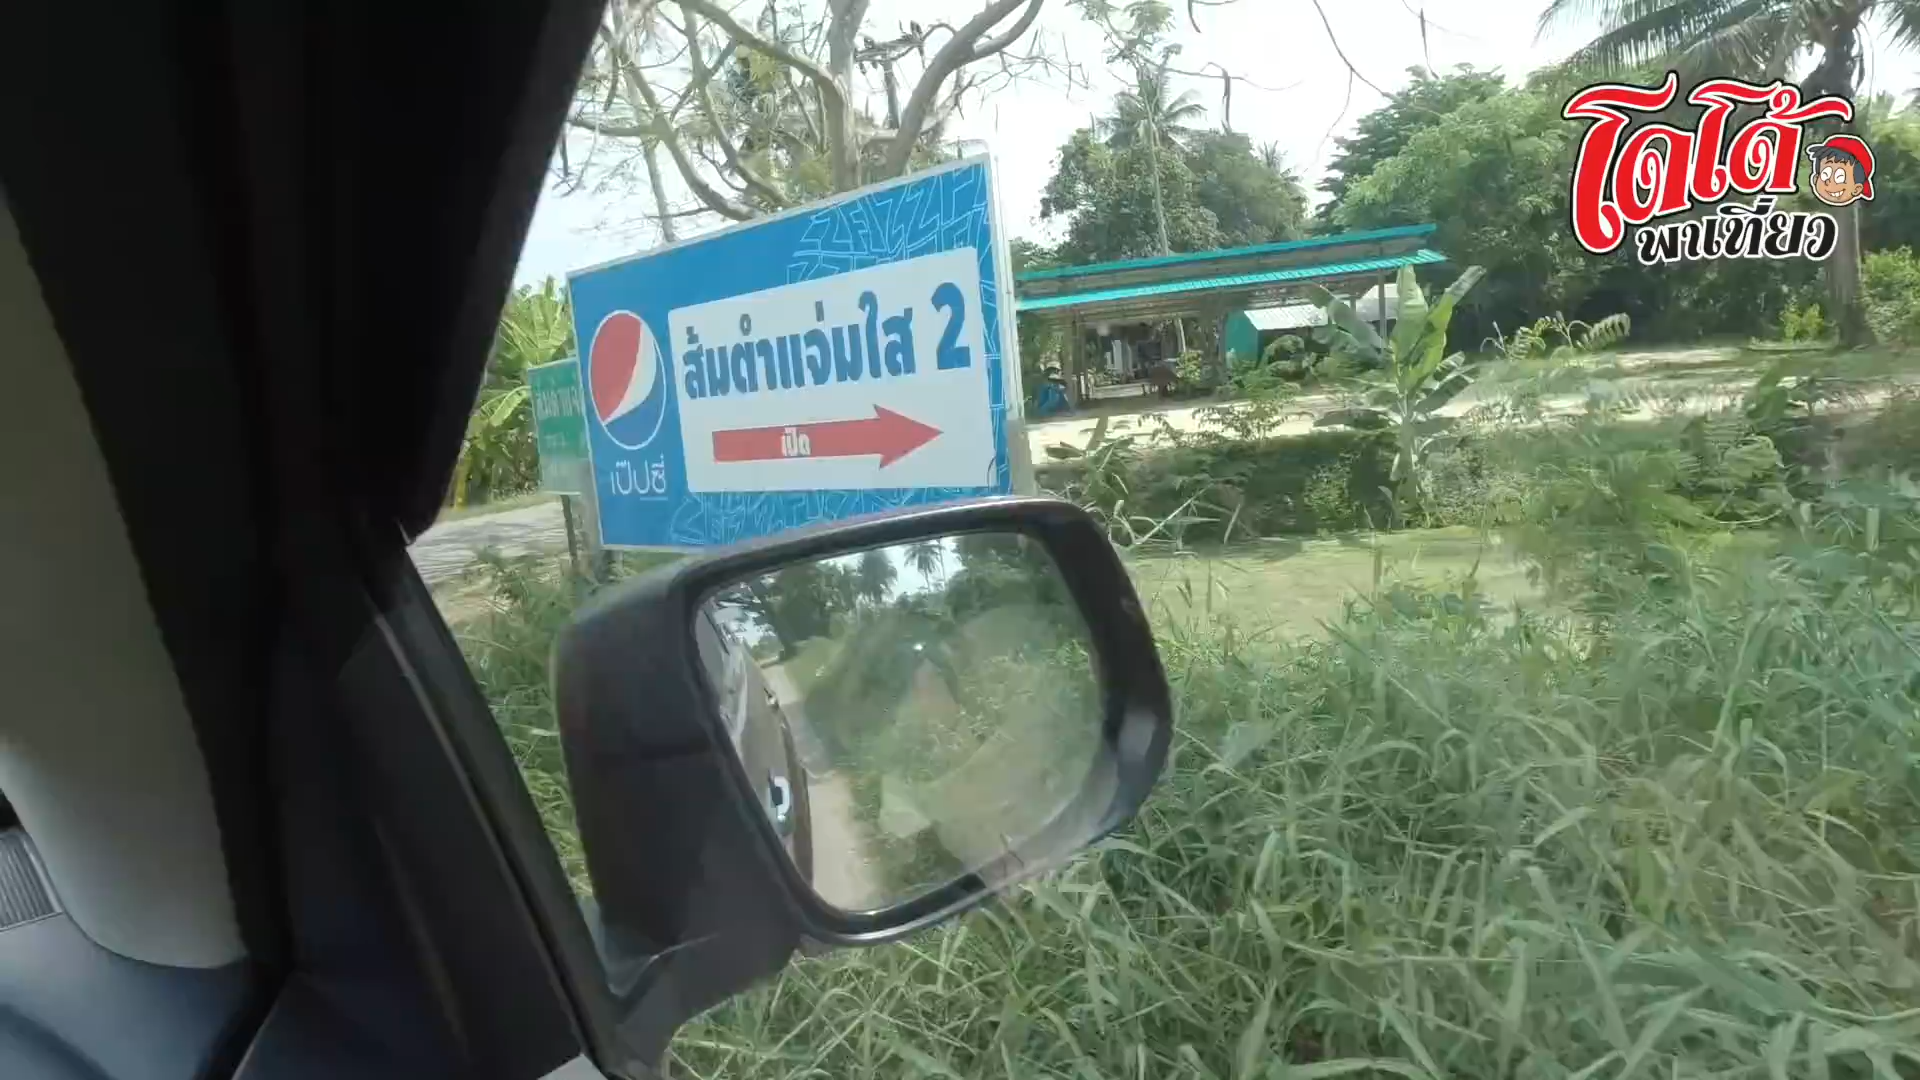 ส้มตำแจ่มใส 2
เปิด
เป๊ปซี่
โดโด้
พาเที่ยว